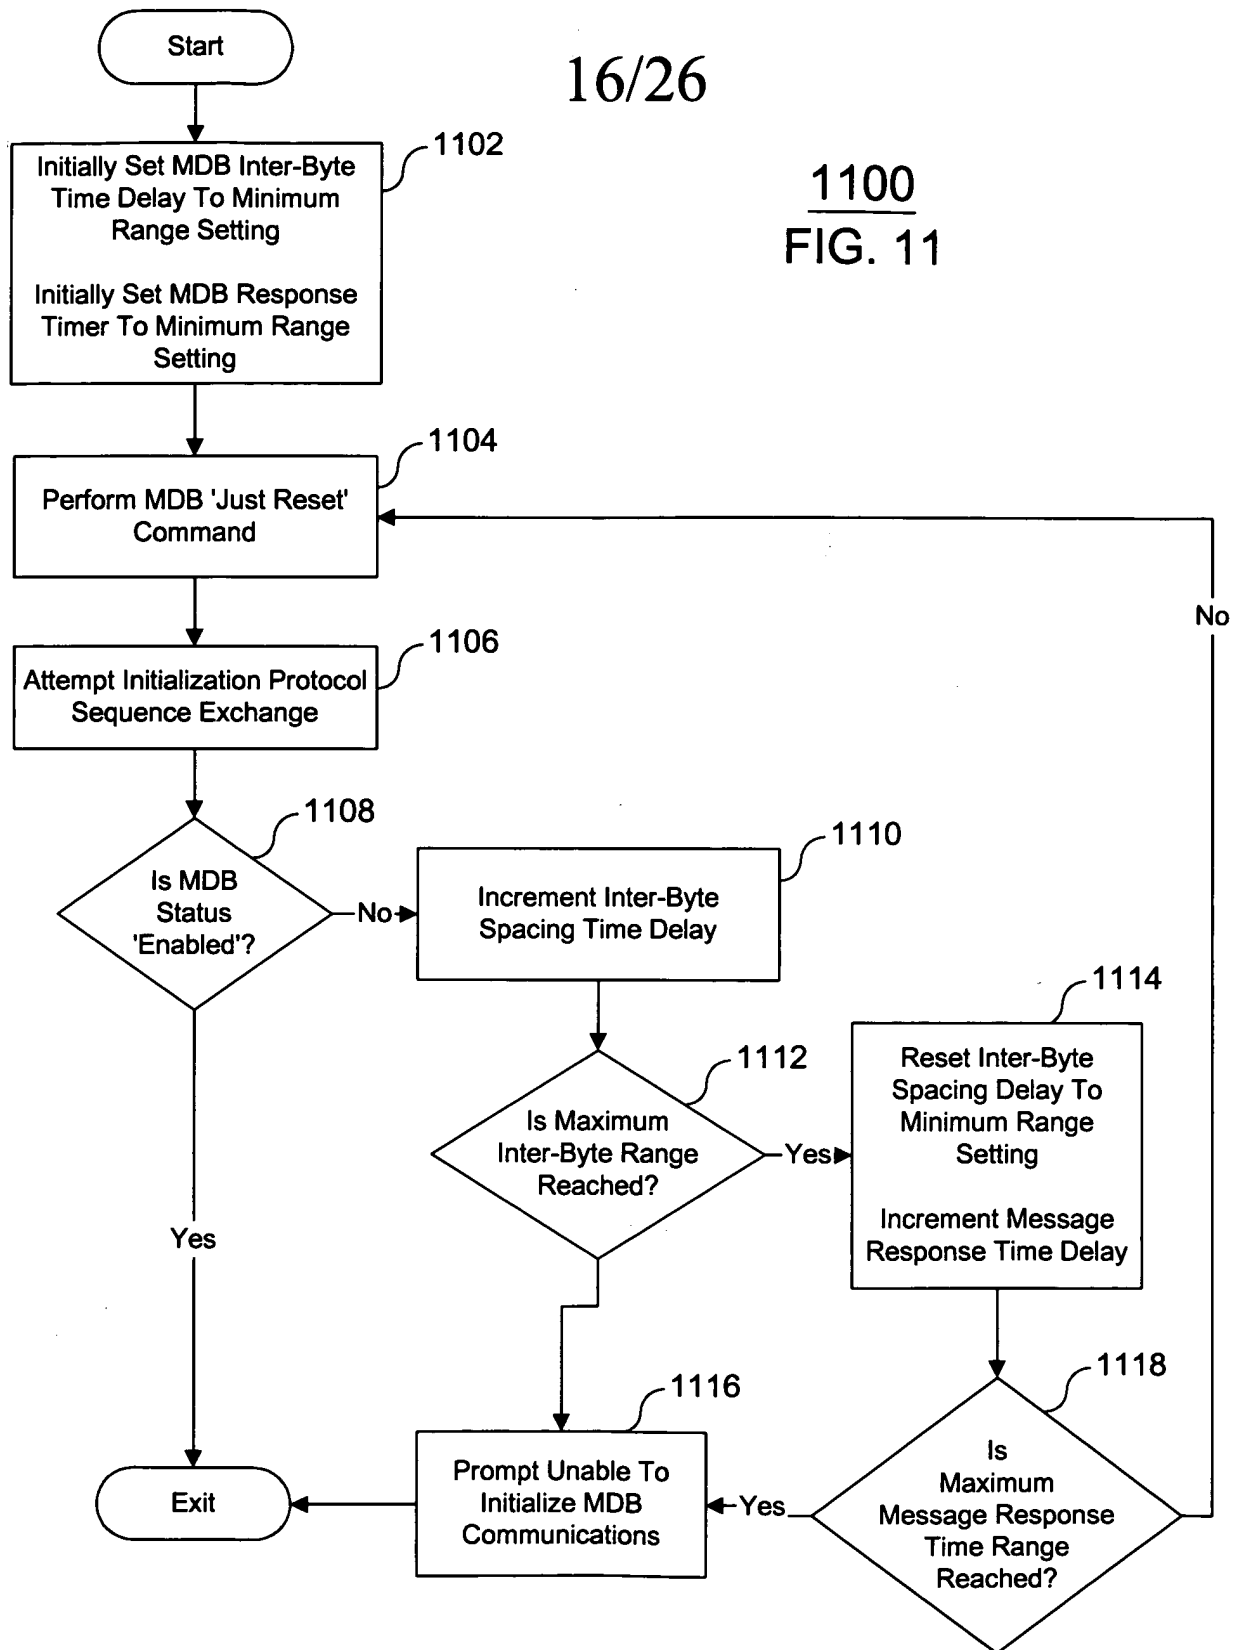 Start
16/26
1102
Initially Set MDB Inter-Byte
Time Delay To Minimum
Range Setting
Initially Set MDB Response
Timer To Minimum Range
Setting
1100
FIG. 11
1104
Perform MDB 'Just Reset'
Command
No
1106
Attempt Initialization Protocol
Sequence Exchange
1108
Is MDB
Status
'Enabled'?
No
1110
Increment Inter-Byte
Spacing Time Delay
1112
Is Maximum
Inter-Byte Range
Reached?
Yes
1114
Reset Inter-Byte
Spacing Delay To
Minimum Range
Setting
Increment Message
Response Time Delay
Yes
1116
Prompt Unable To
Initialize MDB
Communications
Yes
1118
Is
Maximum
Message Response
Time Range
Reached?
Exit